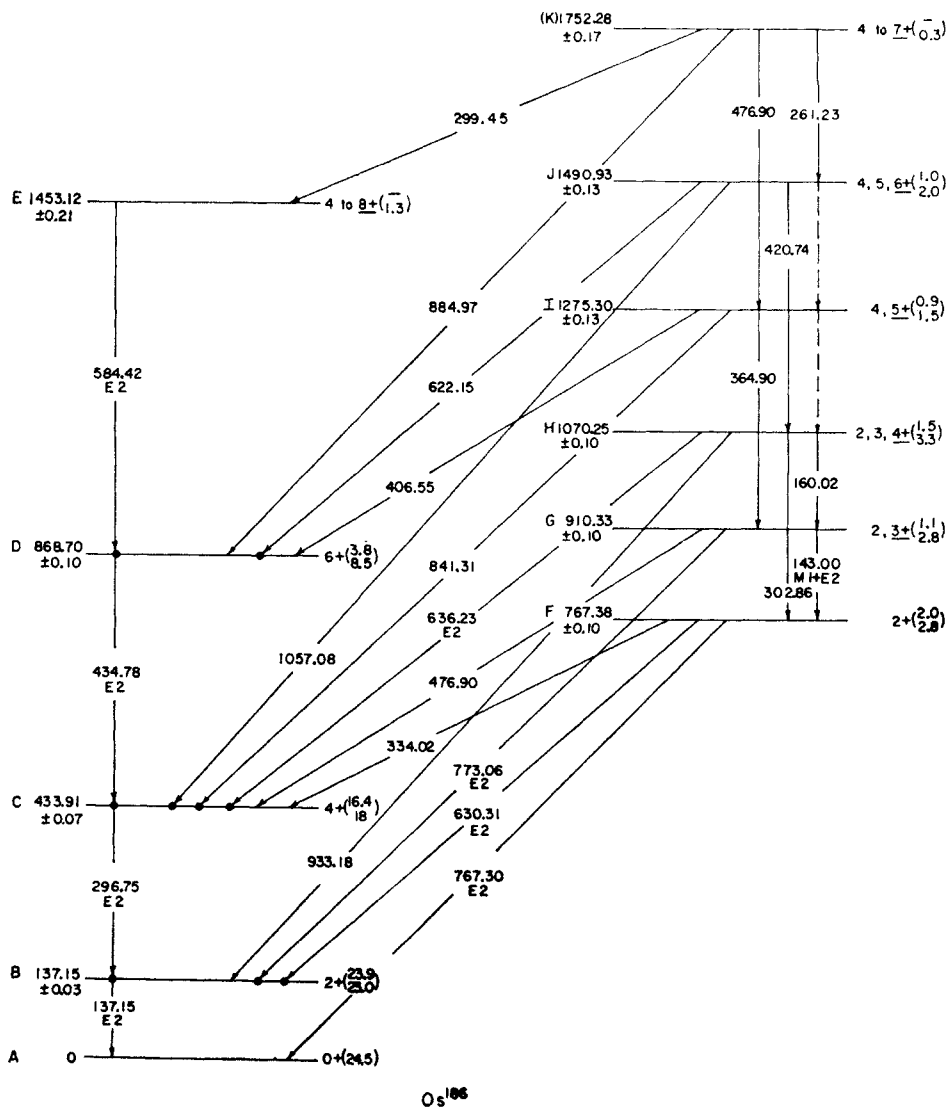 (K)1752.28
±0.17
4 to 7+(–
0.3)
299.45
476.90
261.23
J1490.93
±0.13
4, 5, 6+(1.0
2.0)
E 1453.12
±0.21
4 to 8+(–
1.3)
420.74
884.97
I 1275.30
±0.13
4, 5+(0.9
1.5)
584.42
E2
622.15
364.90
H1070.25
±0.10
2, 3, 4+(1.5
3.3)
406.55
160.02
G 910.33
±0.10
2, 3+(1.1
2.8)
D 868.70
±0.10
6+(3.8
8.5)
841.31
143.00
M1+E2
302.86
F 767.38
±0.10
2+(2.0
2.8)
636.23
E2
1057.08
434.78
E2
476.90
334.02
773.06
E2
C 433.91
±0.07
4+(16.4
18)
630.31
E2
933.18
767.30
E2
296.75
E2
B 137.15
±0.03
2+(23.9
23.0)
137.15
E2
A 0
0+(24.5)
Os186